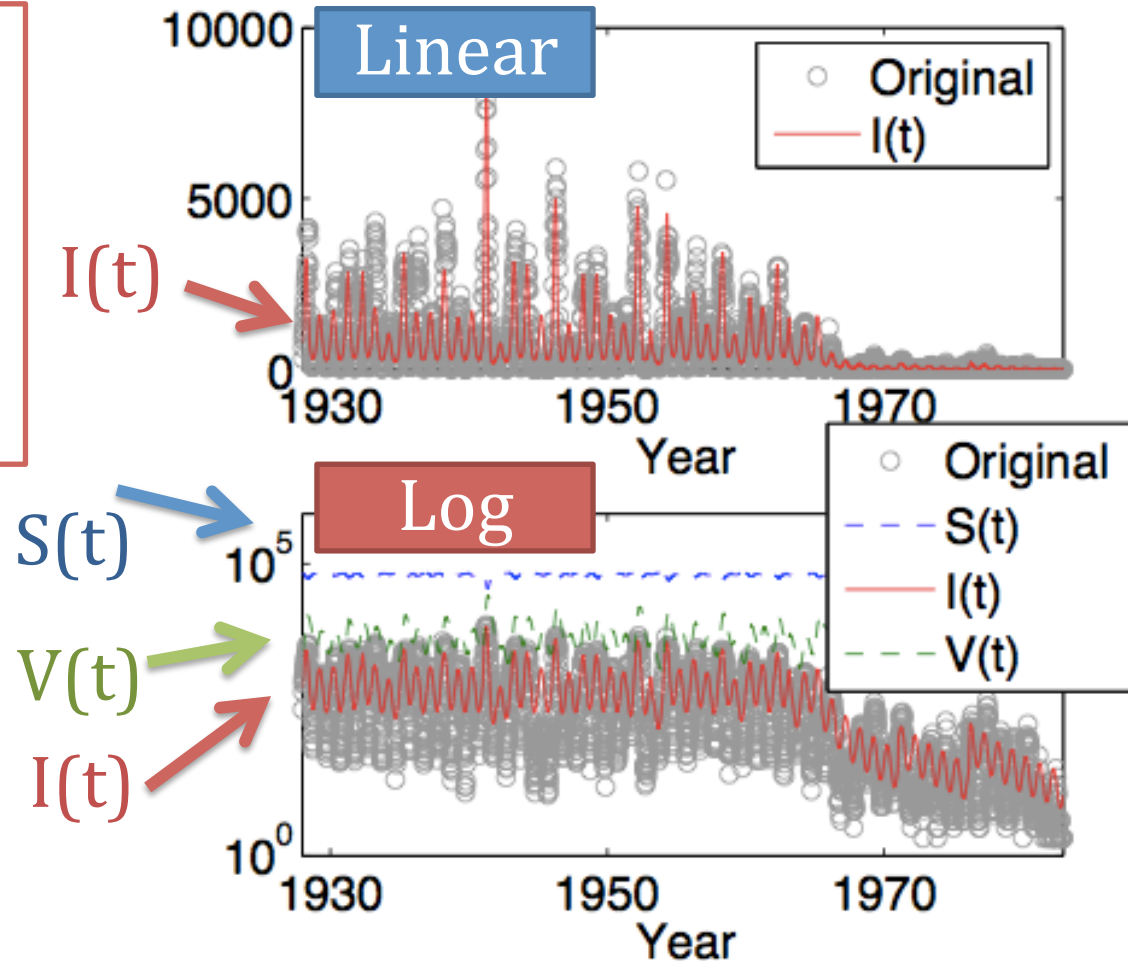 10000
Linear
Original
I(t)
5000
I(t)
0
1930
1950
1970
Year
Original
S(t)
I(t)
V(t)
Log
S(t)
10^5
V(t)
I(t)
10^0
1930
1950
1970
Year